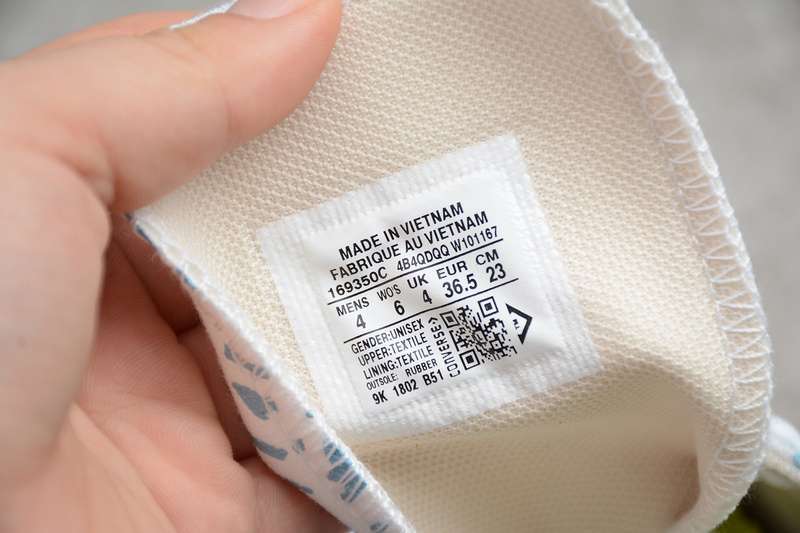 MADE IN VIETNAM
FABRIQUE AU VIETNAM
169350C 4B4QDQQ W101167
MENS WO'S UK EUR CM
4 6 4 36.5 23
GENDER:UNISEX
UPPER:TEXTILE
LINING:TEXTILE
OUTSOLE: RUBBER
9K 1802 B51
CONVERSE